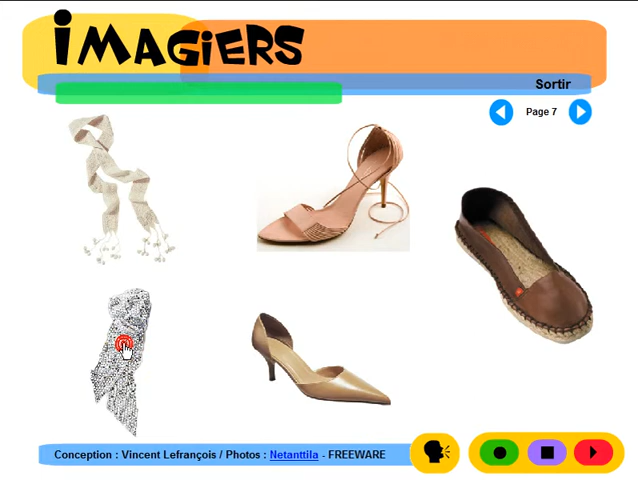 iMAGiERS
Sortir
Page 7
Conception : Vincent Lefrançois / Photos : Netanttila - FREEWARE